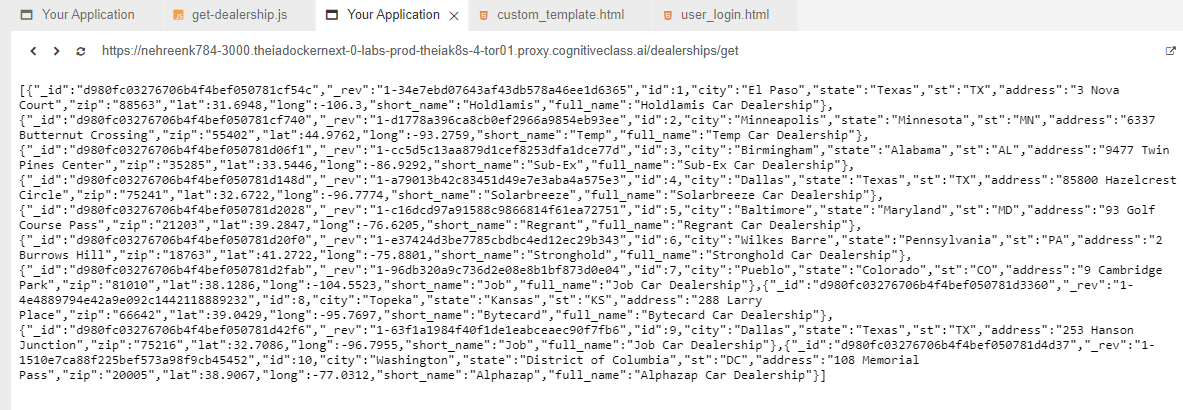 Your Application
get-dealership.js
Your Application
custom_template.html
user_login.html
https://nehreenk784-3000.theiadockernext-0-labs-prod-theiak8s-4-tor01.proxy.cognitiveclass.ai/dealerships/get
[{"_id":"d980fc03276706b4f4bef050781cf54c","_rev":"1-34e7ebd07643af43db578a46ee1d6365","id":1,"city":"El Paso","state":"Texas","st":"TX","address":"3 Nova
Court","zip":"88563","lat":31.6948,"long":-106.3,"short_name":"Holdlamis","full_name":"Holdlamis Car Dealership"},
{"_id":"d980fc03276706b4f4bef050781cf740","_rev":"1-d1778a396ca8cb0ef2966a9854eb93ee","id":2,"city":"Minneapolis","state":"Minnesota","st":"MN","address":"6337
Butternut Crossing","zip":"55402","lat":44.9762,"long":-93.2759,"short_name":"Temp","full_name":"Temp Car Dealership"},
{"_id":"d980fc03276706b4f4bef050781d06f1","_rev":"1-cc5d5c13aa879d1cef8253dfa1dce77d","id":3,"city":"Birmingham","state":"Alabama","st":"AL","address":"9477 Twin
Pines Center","zip":"35285","lat":33.5446,"long":-86.9292,"short_name":"Sub-Ex","full_name":"Sub-Ex Car Dealership"},
{"_id":"d980fc03276706b4f4bef050781d148d","_rev":"1-a79013b42c83451d49e7e3aba4a575e3","id":4,"city":"Dallas","state":"Texas","st":"TX","address":"85800 Hazelcrest
Circle","zip":"75241","lat":32.6722,"long":-96.7774,"short_name":"Solarbreeze","full_name":"Solarbreeze Car Dealership"},
{"_id":"d980fc03276706b4f4bef050781d2028","_rev":"1-c16dcd97a91588c9866814f61ea72751","id":5,"city":"Baltimore","state":"Maryland","st":"MD","address":"93 Golf
Course Pass","zip":"21203","lat":39.2847,"long":-76.6205,"short_name":"Regrant","full_name":"Regrant Car Dealership"},
{"_id":"d980fc03276706b4f4bef050781d20f0","_rev":"1-e37424d3be7785cbdbc4ed12ec29b343","id":6,"city":"Wilkes Barre","state":"Pennsylvania","st":"PA","address":"2
Burrows Hill","zip":"18763","lat":41.2722,"long":-75.8801,"short_name":"Stronghold","full_name":"Stronghold Car Dealership"},
{"_id":"d980fc03276706b4f4bef050781d2fab","_rev":"1-96db320a9c736d2e08e8b1bf873d0e04","id":7,"city":"Pueblo","state":"Colorado","st":"CO","address":"9 Cambridge
Park","zip":"81010","lat":38.1286,"long":-104.5523,"short_name":"Job","full_name":"Job Car Dealership"},{"_id":"d980fc03276706b4f4bef050781d3360","_rev":"1-
4e4889794e42a9e092c1442118889232","id":8,"city":"Topeka","state":"Kansas","st":"KS","address":"288 Larry
Place","zip":"66642","lat":39.0429,"long":-95.7697,"short_name":"Bytecard","full_name":"Bytecard Car Dealership"},
{"_id":"d980fc03276706b4f4bef050781d42f6","_rev":"1-63f1a1984f40f1de1eabceaec90f7fb6","id":9,"city":"Dallas","state":"Texas","st":"TX","address":"253 Hanson
Junction","zip":"75216","lat":32.7086,"long":-96.7955,"short_name":"Job","full_name":"Job Car Dealership"},{"_id":"d980fc03276706b4f4bef050781d4d37","_rev":"1-
1510e7ca88f225bef573a98f9cb45452","id":10,"city":"Washington","state":"District of Columbia","st":"DC","address":"108 Memorial
Pass","zip":"20005","lat":38.9067,"long":-77.0312,"short_name":"Alphazap","full_name":"Alphazap Car Dealership"}]